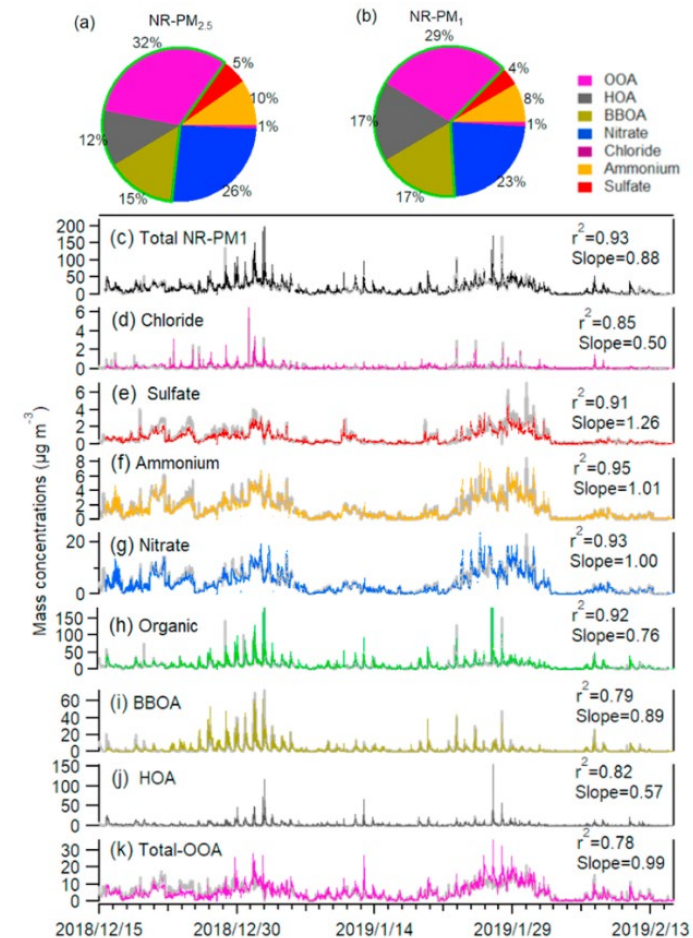 (a) NR-PM2.5
(b) NR-PM1
32%
5%
10%
1%
26%
15%
12%
29%
4%
8%
1%
23%
17%
17%
OOA
HOA
BBOA
Nitrate
Chloride
Ammonium
Sulfate
Mass concentrations (µg m-3)
200
150
100
50
0
(c) Total NR-PM1
r2=0.93
Slope=0.88
6
4
2
0
(d) Chloride
r2=0.85
Slope=0.50
6
4
2
0
(e) Sulfate
r2=0.91
Slope=1.26
8
6
4
2
0
(f) Ammonium
r2=0.95
Slope=1.01
20
0
(g) Nitrate
r2=0.93
Slope=1.00
150
100
50
0
(h) Organic
r2=0.92
Slope=0.76
60
40
20
0
(i) BBOA
r2=0.79
Slope=0.89
150
100
50
0
(j) HOA
r2=0.82
Slope=0.57
30
20
10
0
(k) Total-OOA
r2=0.78
Slope=0.99
2018/12/15 2018/12/30 2019/1/14 2019/1/29 2019/2/13